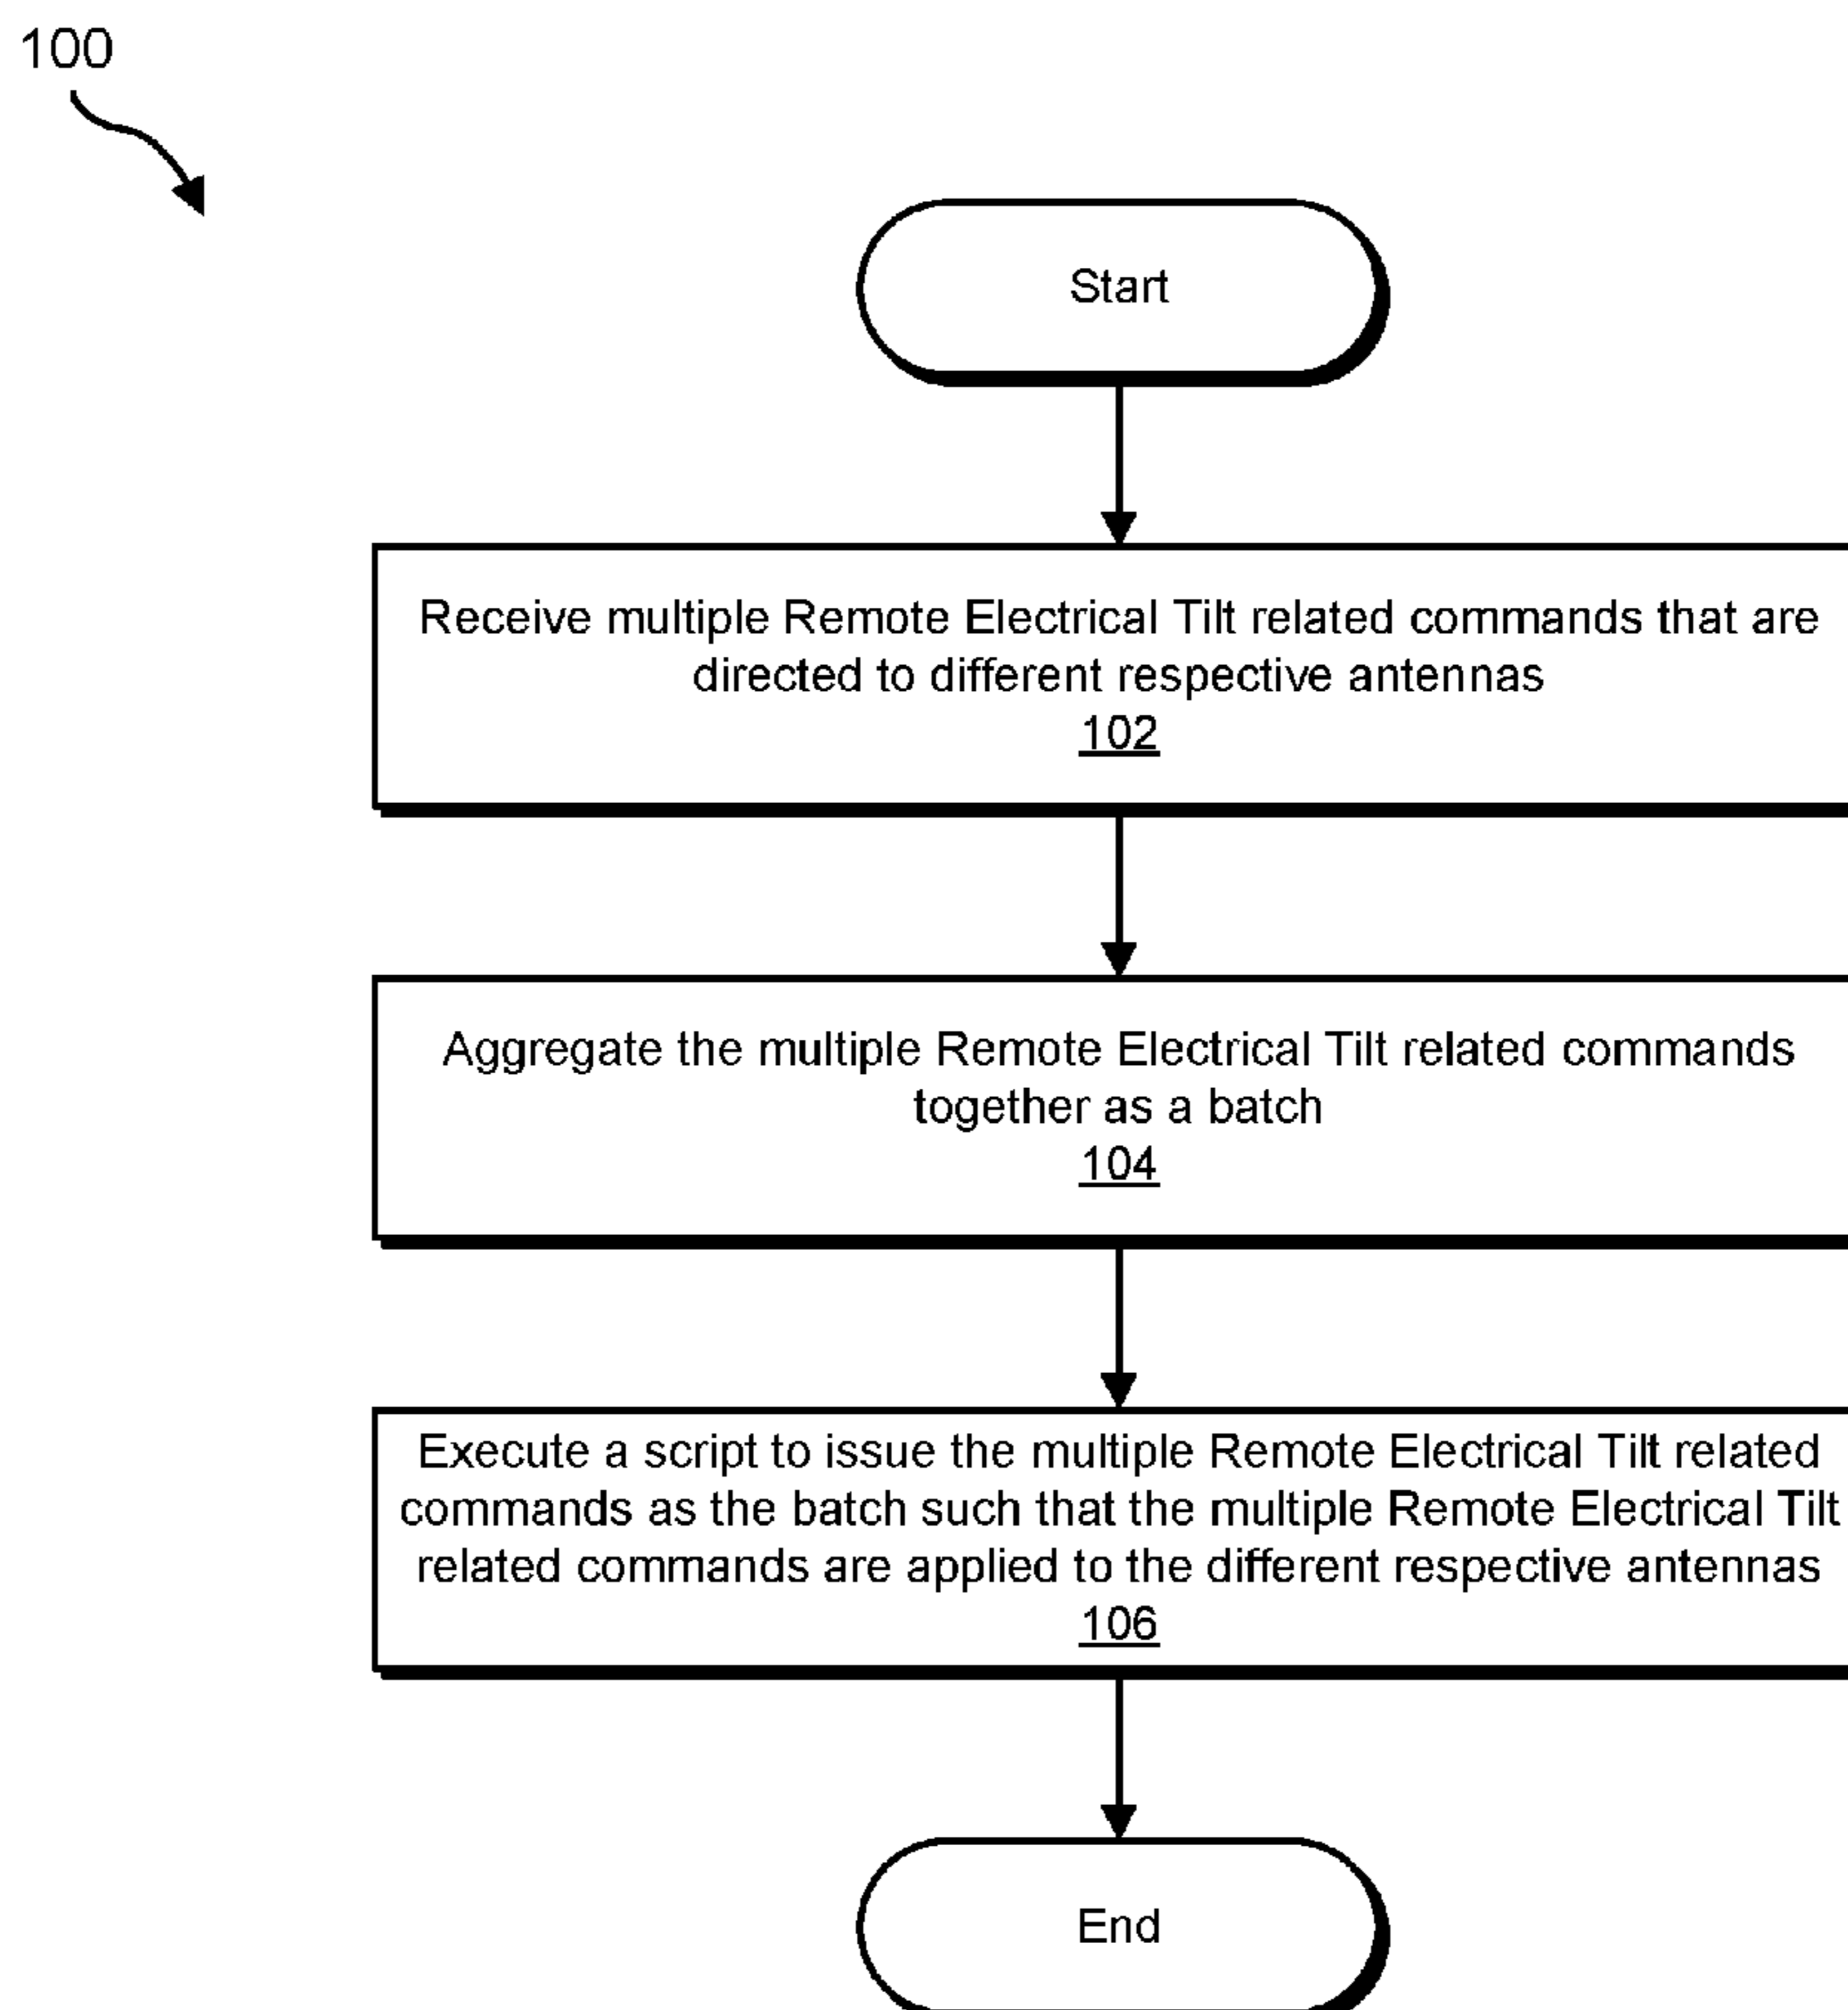 100
Start
Receive multiple Remote Electrical Tilt related commands that are
directed to different respective antennas
102
Aggregate the multiple Remote Electrical Tilt related commands
together as a batch
104
Execute a script to issue the multiple Remote Electrical Tilt related
commands as the batch such that the multiple Remote Electrical Tilt
related commands are applied to the different respective antennas
106
End